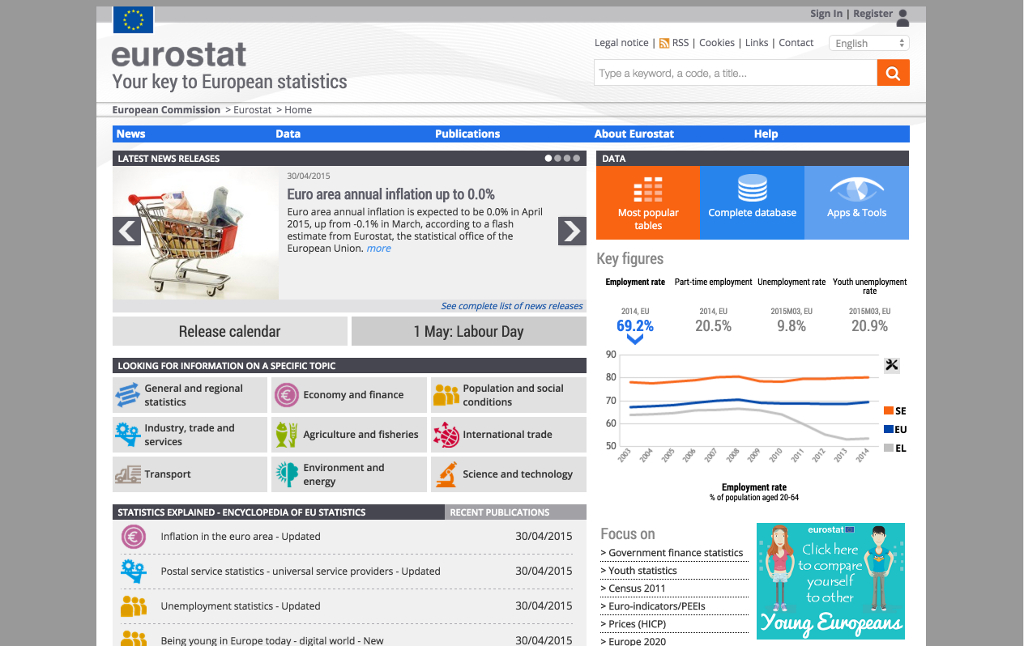 Sign In | Register
eurostat
Your key to European statistics
Legal notice | RSS | Cookies | Links | Contact
English
Type a keyword, a code, a title...
European Commission > Eurostat > Home
News Data Publications About Eurostat Help
LATEST NEWS RELEASES
30/04/2015
Euro area annual inflation up to 0.0%
Euro area annual inflation is expected to be 0.0% in April
2015, up from -0.1% in March, according to a flash
estimate from Eurostat, the statistical office of the
European Union. more
See complete list of news releases
Release calendar
1 May: Labour Day
DATA
Most popular
tables
Complete database
Apps & Tools
Key figures
Employment rate
2014, EU
69.2%
Part-time employment
2014, EU
20.5%
Unemployment rate
2015M03, EU
9.8%
Youth unemployment
rate
2015M03, EU
20.9%
90
80
70
60
50
2003 2004 2005 2006 2007 2008 2009 2010 2011 2012 2013 2014
SE
EU
EL
Employment rate
% of population aged 20-64
LOOKING FOR INFORMATION ON A SPECIFIC TOPIC
General and regional
statistics
Economy and finance
Population and social
conditions
Industry, trade and
services
Agriculture and fisheries
International trade
Transport
Environment and
energy
Science and technology
STATISTICS EXPLAINED - ENCYCLOPEDIA OF EU STATISTICS
RECENT PUBLICATIONS
Inflation in the euro area - Updated 30/04/2015
Postal service statistics - universal service providers - Updated 30/04/2015
Unemployment statistics - Updated 30/04/2015
Being young in Europe today - digital world - New 30/04/2015
Focus on
> Government finance statistics
> Youth statistics
> Census 2011
> Euro-indicators/PEEIs
> Prices (HICP)
> Europe 2020
eurostat
Click here
to compare
yourself
to other
Young Europeans